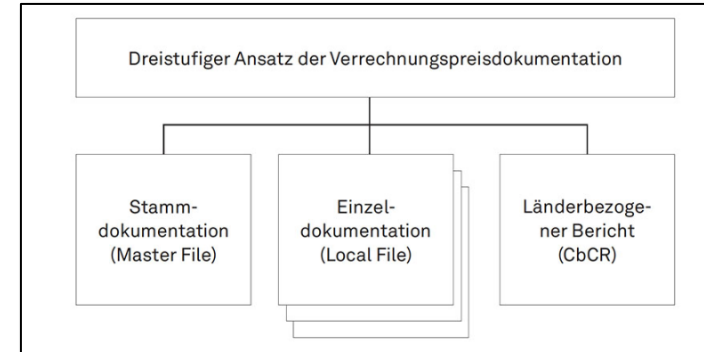 Dreistufiger Ansatz der Verrechnungspreisdokumentation
Stamm-
dokumentation
(Master File)
Einzel-
dokumentation
(Local File)
Länderbezoge-
ner Bericht
(CbCR)